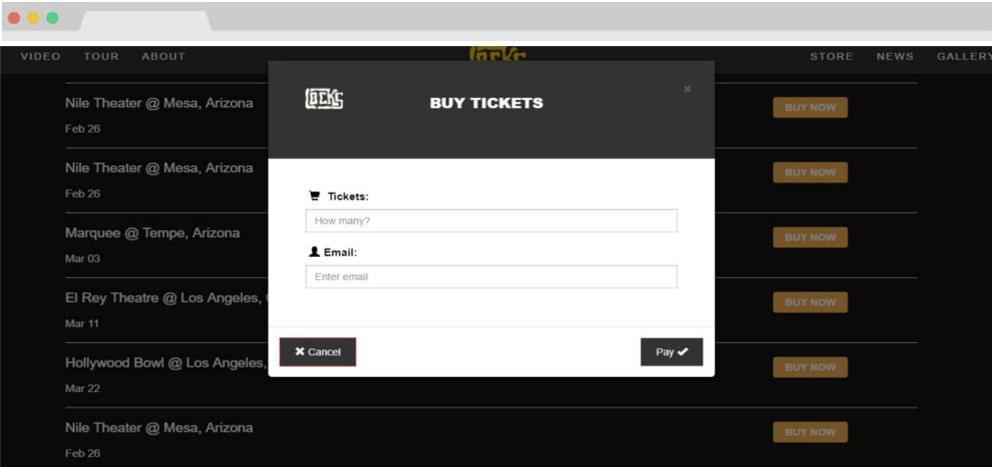 VIDEO TOUR ABOUT
LOCKS
STORE NEWS GALLERY
LOCKS
BUY TICKETS
×
Nile Theater @ Mesa, Arizona
Feb 26
BUY NOW
Nile Theater @ Mesa, Arizona
Feb 26
BUY NOW
Marquee @ Tempe, Arizona
Mar 03
BUY NOW
El Rey Theatre @ Los Angeles,
Mar 11
BUY NOW
Hollywood Bowl @ Los Angeles,
Mar 22
BUY NOW
Nile Theater @ Mesa, Arizona
Feb 26
BUY NOW
Tickets:
How many?
Email:
Enter email
Cancel
Pay